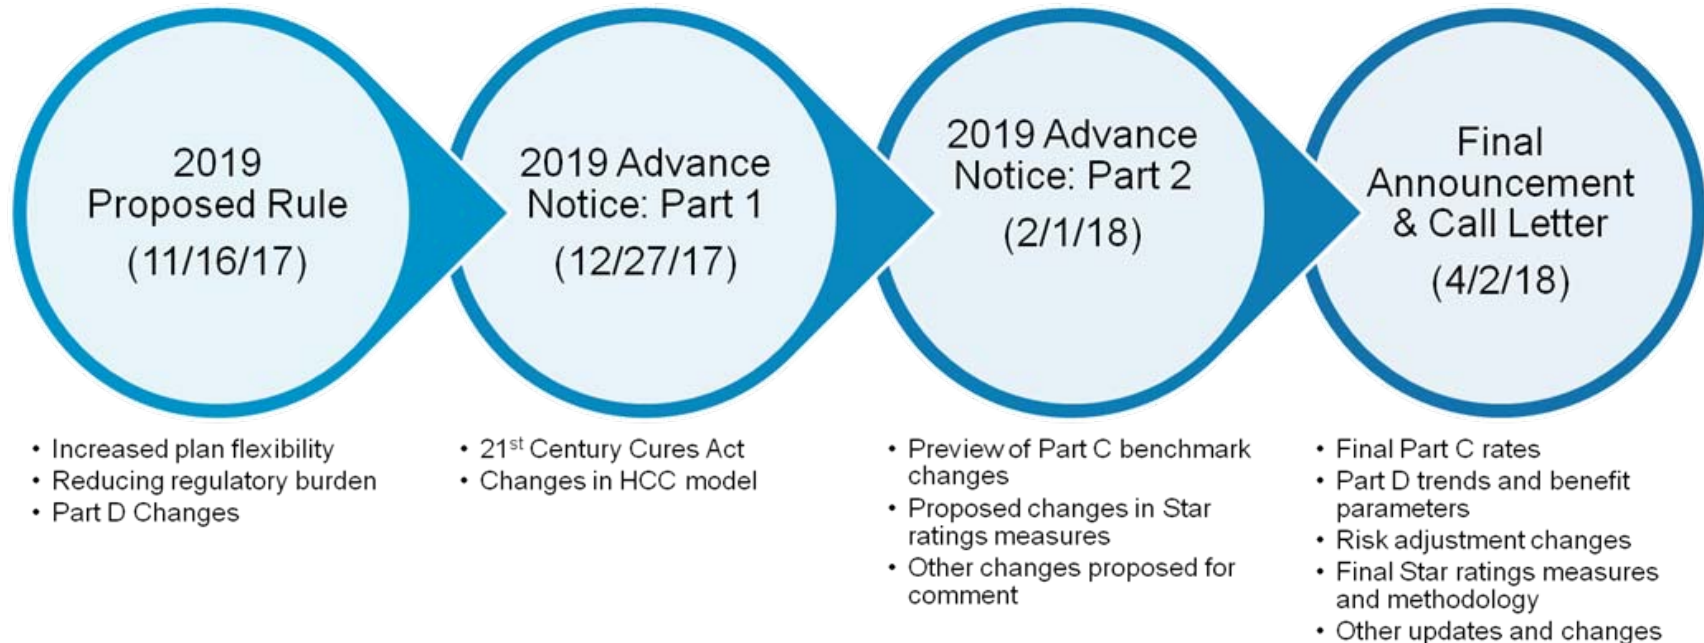 2019
Proposed Rule
(11/16/17)
• Increased plan flexibility
• Reducing regulatory burden
• Part D Changes
2019 Advance
Notice: Part 1
(12/27/17)
• 21st Century Cures Act
• Changes in HCC model
2019 Advance
Notice: Part 2
(2/1/18)
• Preview of Part C benchmark
changes
• Proposed changes in Star
ratings measures
• Other changes proposed for
comment
Final
Announcement
& Call Letter
(4/2/18)
• Final Part C rates
• Part D trends and benefit
parameters
• Risk adjustment changes
• Final Star ratings measures
and methodology
• Other updates and changes